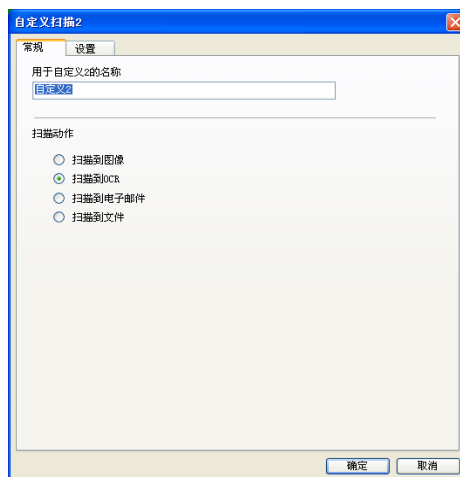 自定义扫描2
常规 设置
用于自定义2的名称
自定义2
扫描动作
扫描到图像
扫描到OCR
扫描到电子邮件
扫描到文件
确定 取消